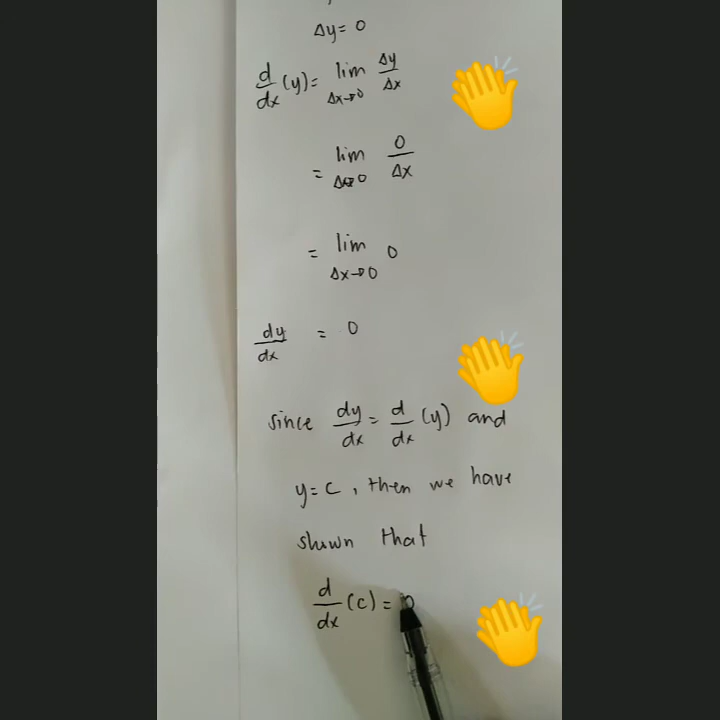 Δy = 0
d/dx (y) = lim Δx→0 Δy/Δx
= lim Δx→0 0/Δx
= lim Δx→0 0
dy/dx = 0
since dy/dx = d/dx (y) and
y = c, then we have
shown that
d/dx (c) = 0